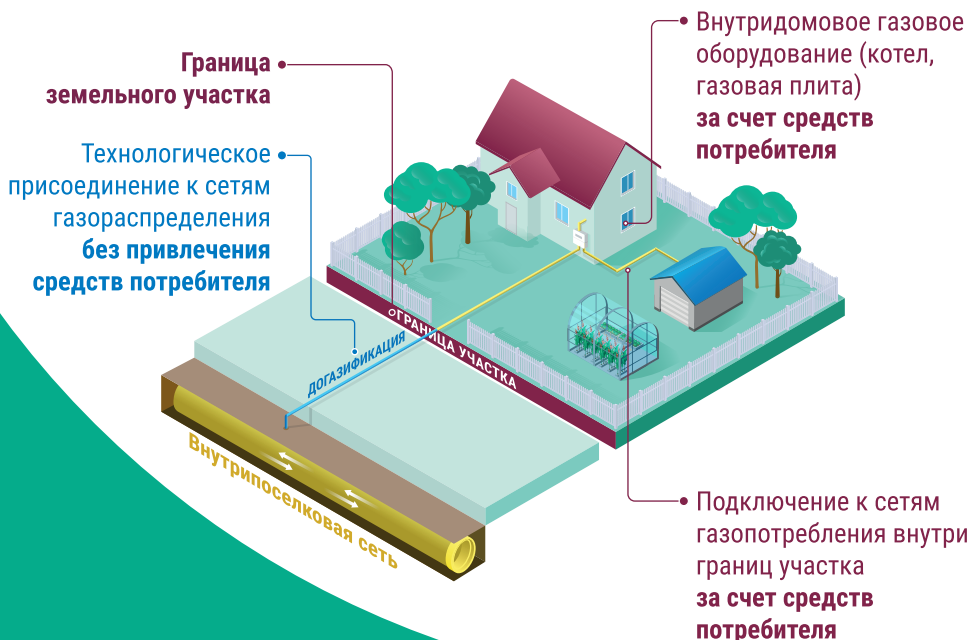 Граница
земельного участка
Технологическое
присоединение к сетям
газораспределения
без привлечения
средств потребителя
Внутридомовое газовое
оборудование (котел,
газовая плита)
за счет средств
потребителя
ГРАНИЦА УЧАСТКА
ДОГАЗИФИКАЦИЯ
Внутрипоселковая сеть
Подключение к сетям
газопотребления внутри
границ участка
за счет средств
потребителя